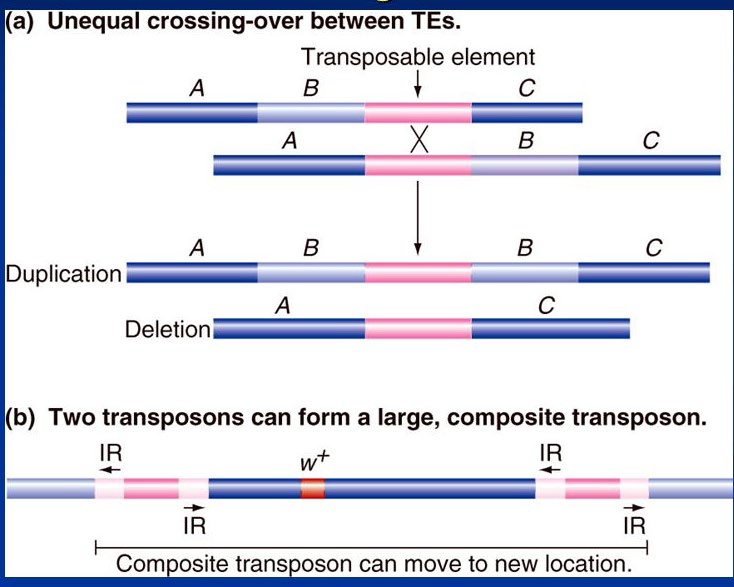 (a) Unequal crossing-over between TEs.
Transposable element
A B C
A B C
A B B C
Duplication
A C
Deletion
(b) Two transposons can form a large, composite transposon.
IR w+ IR
IR IR
Composite transposon can move to new location.